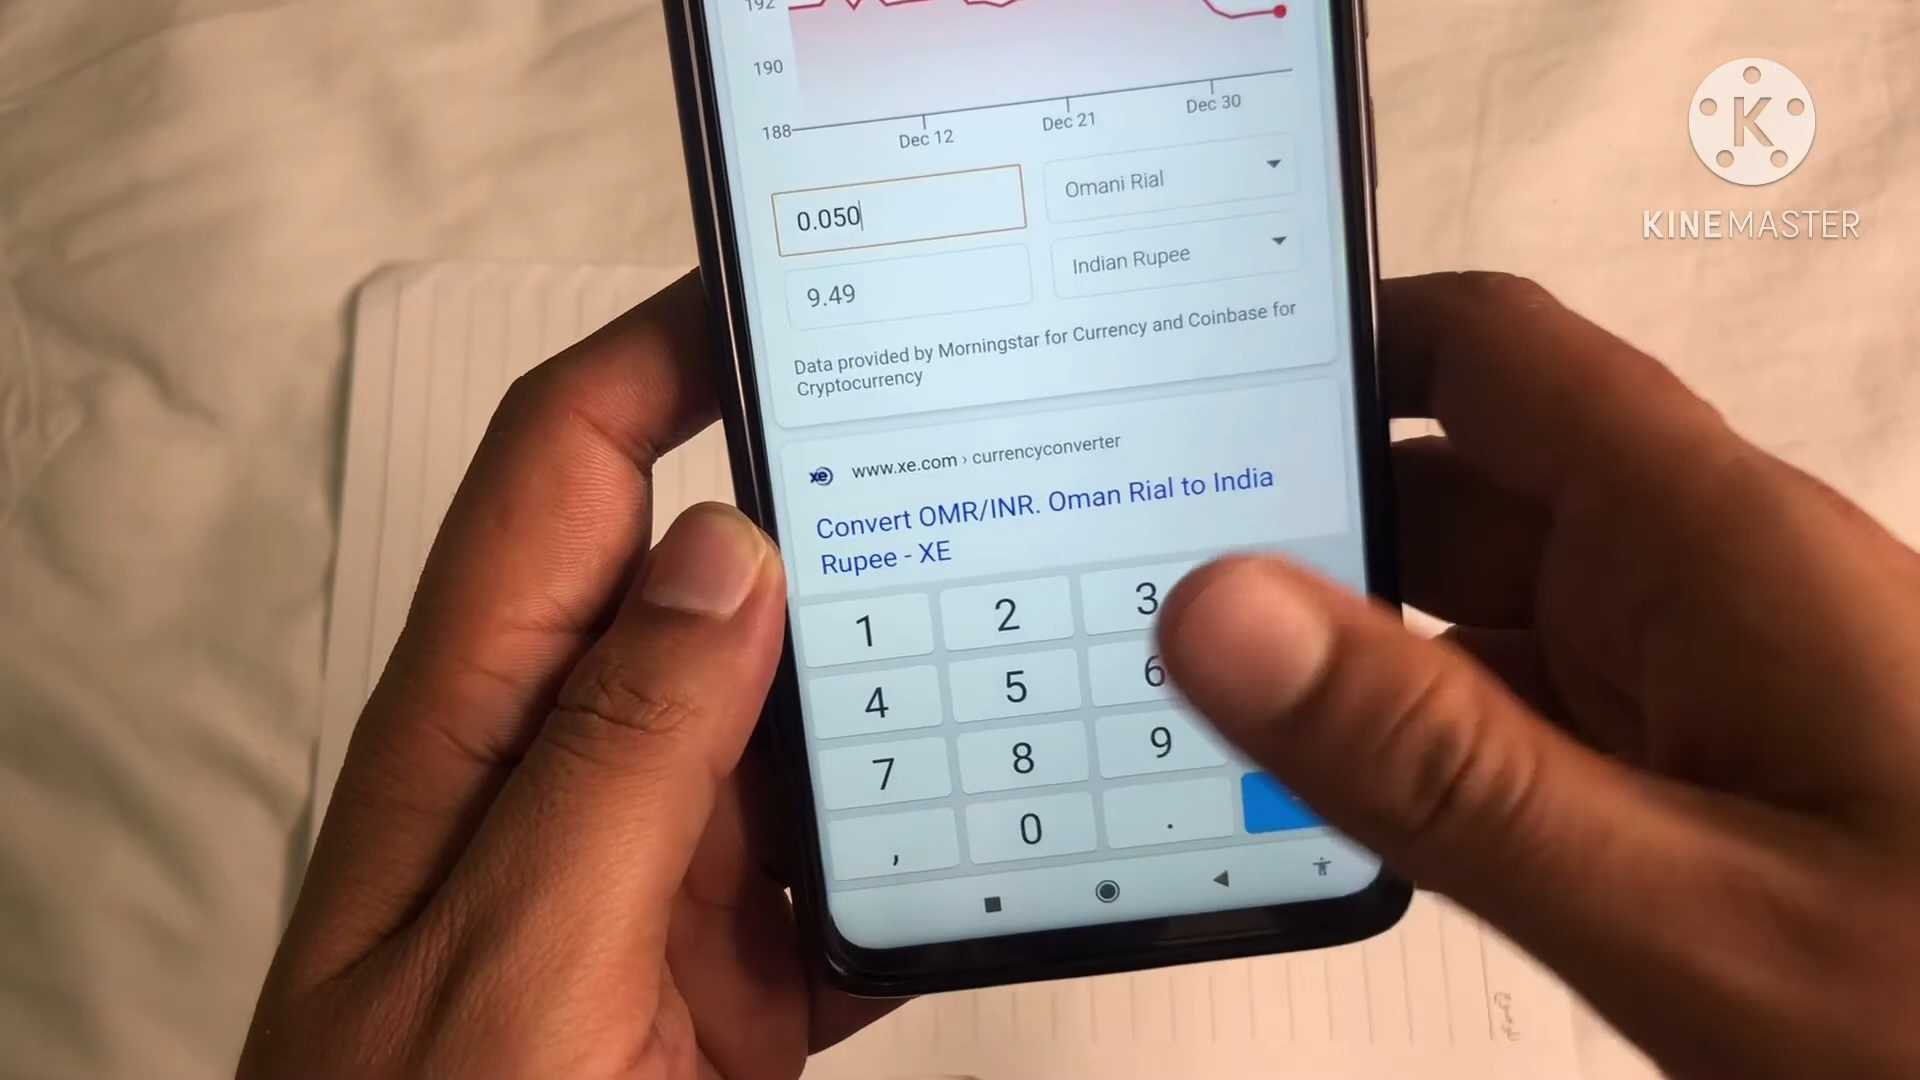 192
190
188
Dec 12
Dec 21
Dec 30
0.050
Omani Rial
9.49
Indian Rupee
Data provided by Morningstar for Currency and Coinbase for
Cryptocurrency
xe
www.xe.com › currencyconverter
Convert OMR/INR. Oman Rial to India
Rupee - XE
1 2 3
4 5 6
7 8 9
, 0 .
K
KINEMASTER